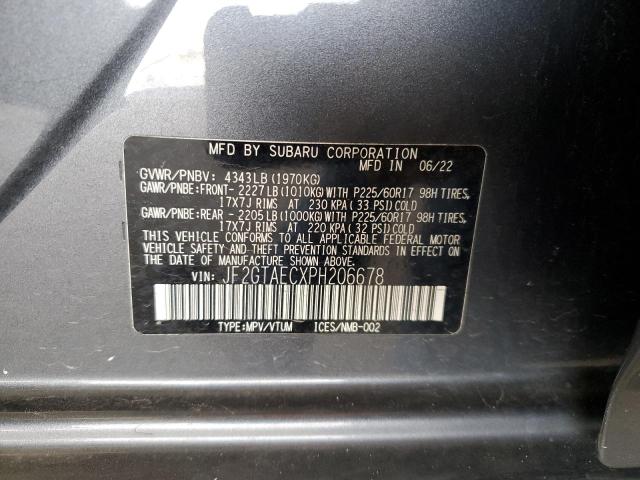 MFD BY SUBARU CORPORATION
MFD IN 06/22
GVWR/PNBV: 4343LB (1970KG)
GAWR/PNBE: FRONT- 2227LB (1010KG) WITH P225/60R17 98H TIRES,
17X7J RIMS AT 230 KPA (33 PSI) COLD
GAWR/PNBE: REAR - 2205LB (1000KG) WITH P225/60R17 98H TIRES,
17X7J RIMS AT 220 KPA (32 PSI) COLD
THIS VEHICLE CONFORMS TO ALL APPLICABLE FEDERAL MOTOR
VEHICLE SAFETY AND THEFT PREVENTION STANDARDS IN EFFECT ON
THE DATE OF MANUFACTURE SHOWN ABOVE.
VIN: JF2GTAECXPH206678
TYPE:MPV/VTUM ICES/NMB-002